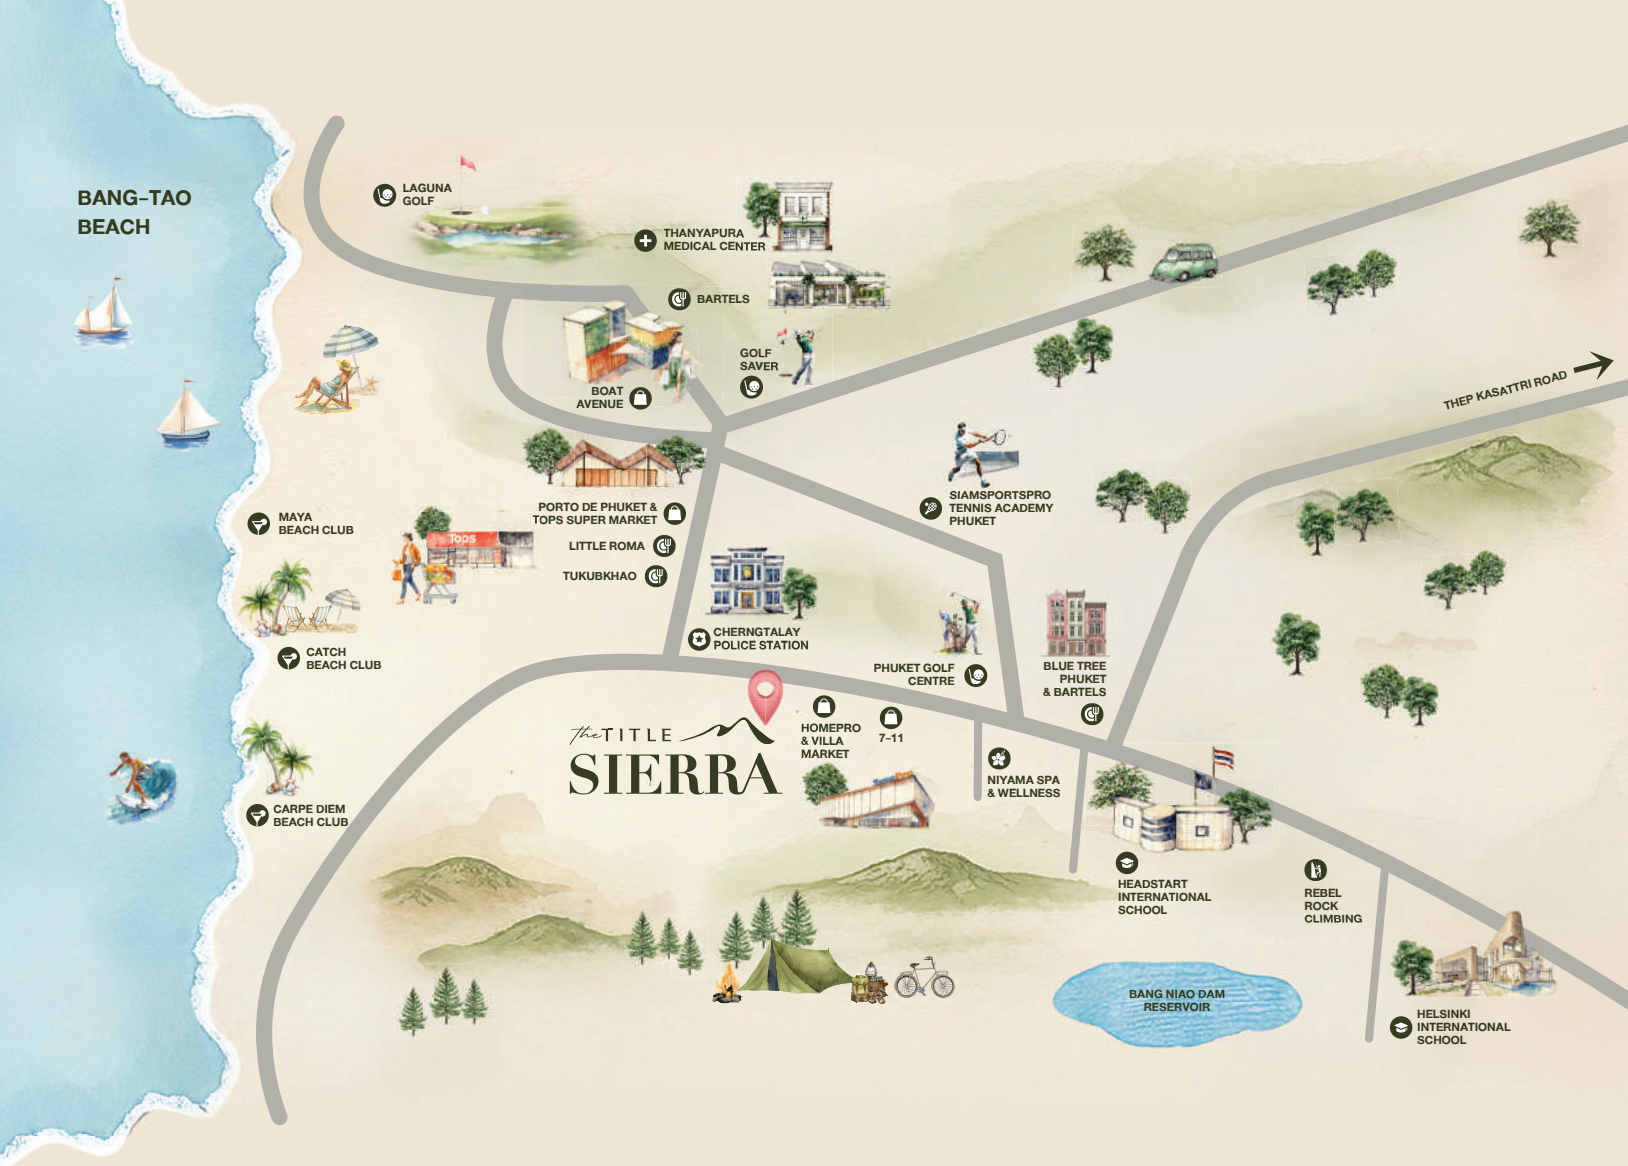 BANG-TAO
BEACH
LAGUNA
GOLF
THANYAPURA
MEDICAL CENTER
BARTELS
GOLF
SAVER
BOAT
AVENUE
THEP KASATTRI ROAD
SIAMSPORTSPRO
TENNIS ACADEMY
PHUKET
MAYA
BEACH CLUB
PORTO DE PHUKET &
TOPS SUPER MARKET
Tops
LITTLE ROMA
TUKUBKHAO
CHERNGTALAY
POLICE STATION
CATCH
BEACH CLUB
PHUKET GOLF
CENTRE
BLUE TREE
PHUKET
& BARTELS
the TITLE
SIERRA
HOMEPRO
& VILLA
MARKET
7-11
NIYAMA SPA
& WELLNESS
CARPE DIEM
BEACH CLUB
HEADSTART
INTERNATIONAL
SCHOOL
REBEL
ROCK
CLIMBING
BANG NIAO DAM
RESERVOIR
HELSINKI
INTERNATIONAL
SCHOOL